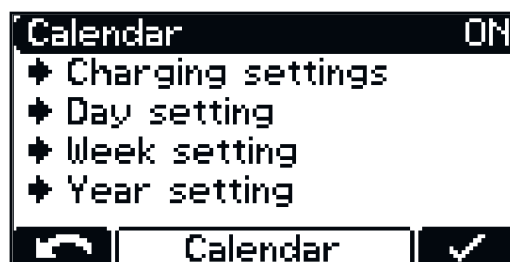 Calendar ON
Charging settings
Day setting
Week setting
Year setting
Calendar